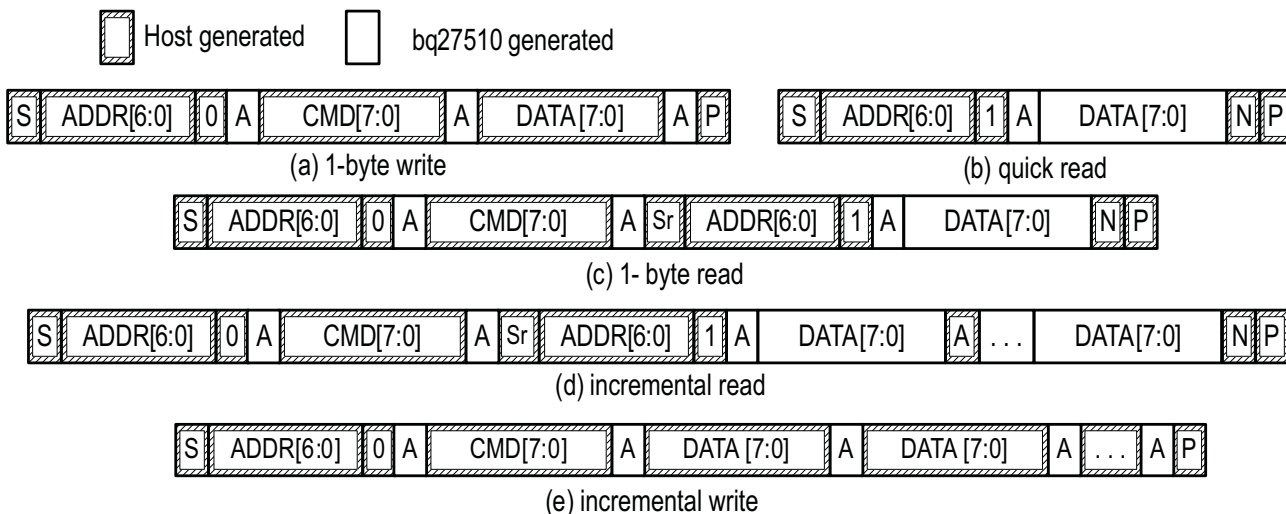 Host generated bq27510 generated
S ADDR[6:0] 0 A CMD[7:0] A DATA[7:0] A P
(a) 1-byte write
S ADDR[6:0] 1 A DATA[7:0] N P
(b) quick read
S ADDR[6:0] 0 A CMD[7:0] A Sr ADDR[6:0] 1 A DATA[7:0] N P
(c) 1- byte read
S ADDR[6:0] 0 A CMD[7:0] A Sr ADDR[6:0] 1 A DATA[7:0] A . . . DATA[7:0] N P
(d) incremental read
S ADDR[6:0] 0 A CMD[7:0] A DATA [7:0] A DATA [7:0] A . . . A P
(e) incremental write